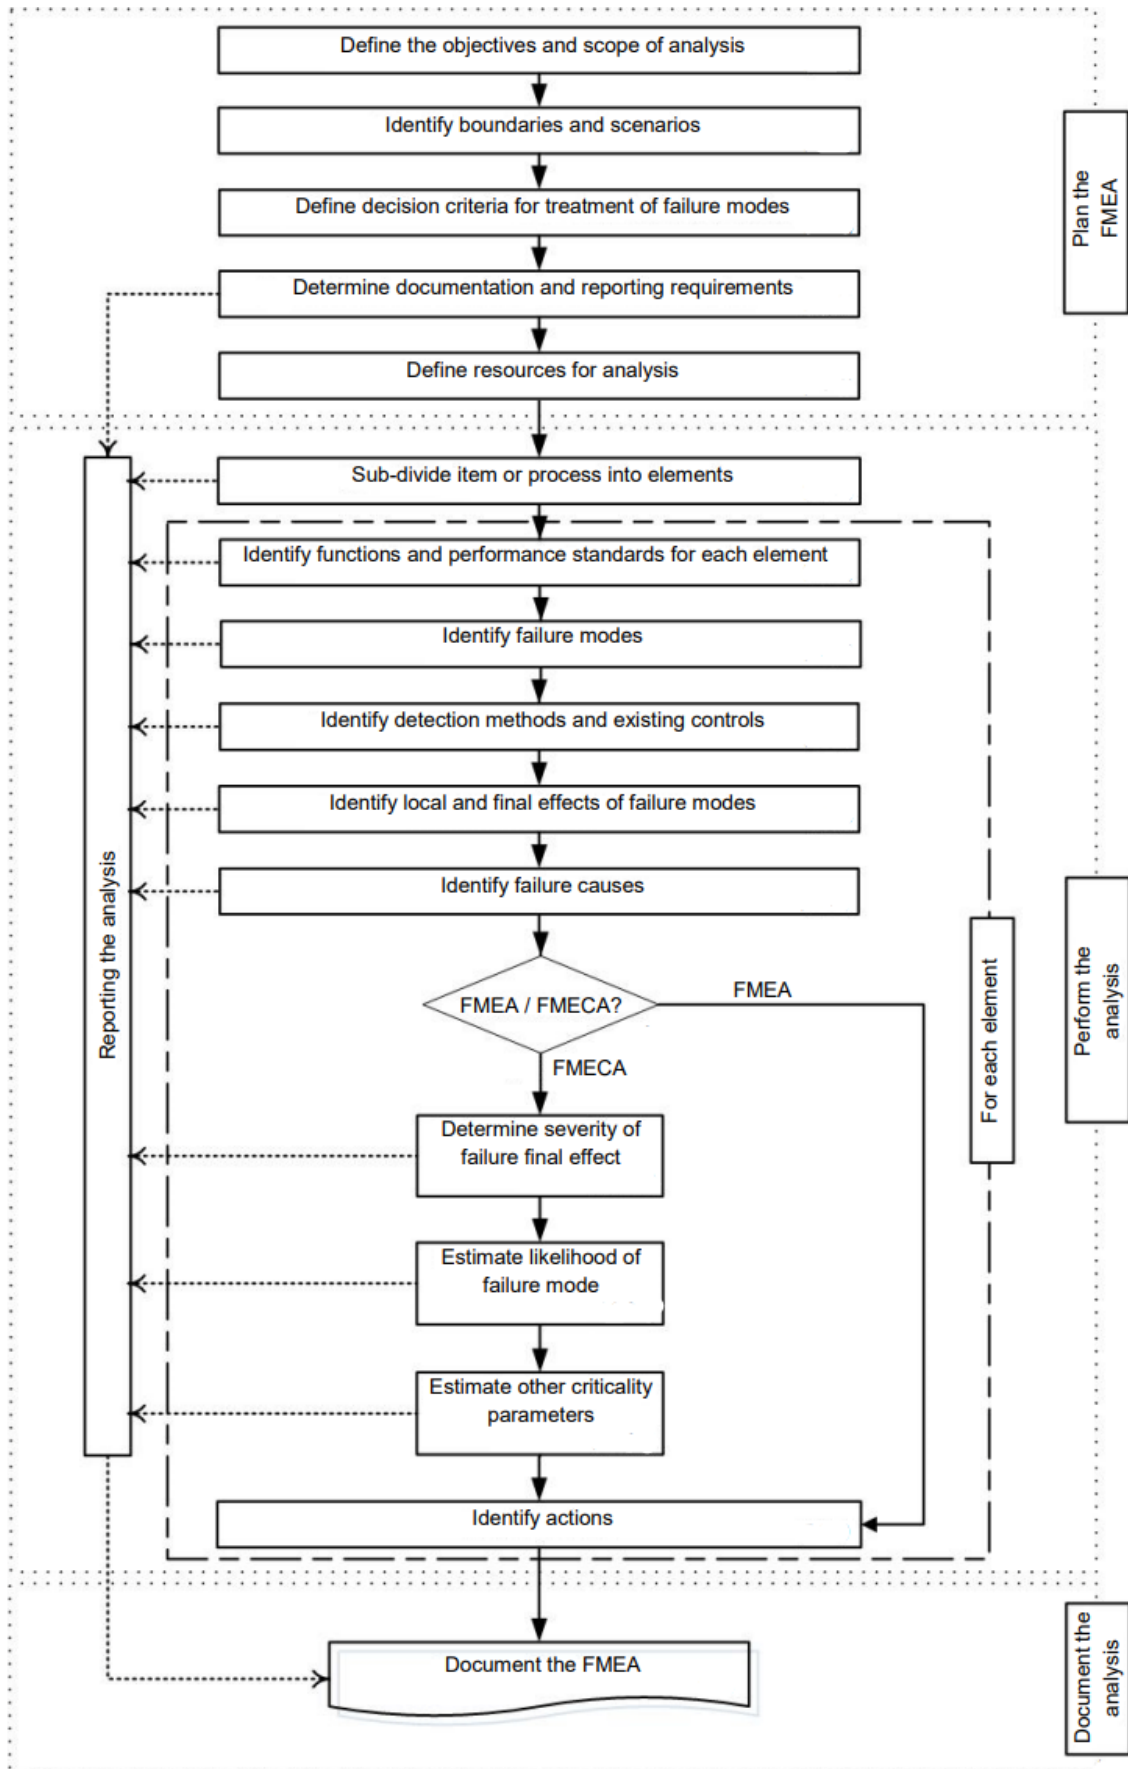 Define the objectives and scope of analysis
Identify boundaries and scenarios
Define decision criteria for treatment of failure modes
Determine documentation and reporting requirements
Define resources for analysis
Plan the
FMEA
Sub-divide item or process into elements
Identify functions and performance standards for each element
Identify failure modes
Identify detection methods and existing controls
Identify local and final effects of failure modes
Identify failure causes
Reporting the analysis
FMEA / FMECA?
FMEA
FMECA
For each element
Perform the
analysis
Determine severity of
failure final effect
Estimate likelihood of
failure mode
Estimate other criticality
parameters
Identify actions
Document the FMEA
Document the
analysis